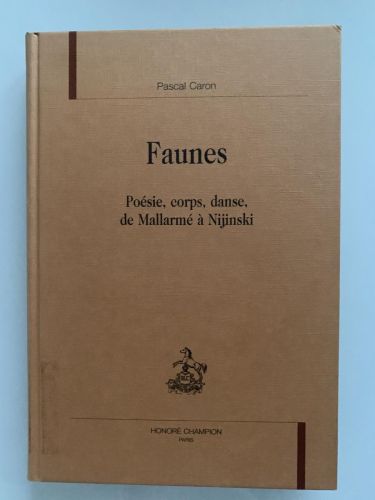 Pascal Caron
Faunes
Poésie, corps, danse,
de Mallarmé à Nijinski
HONORÉ CHAMPION
PARIS